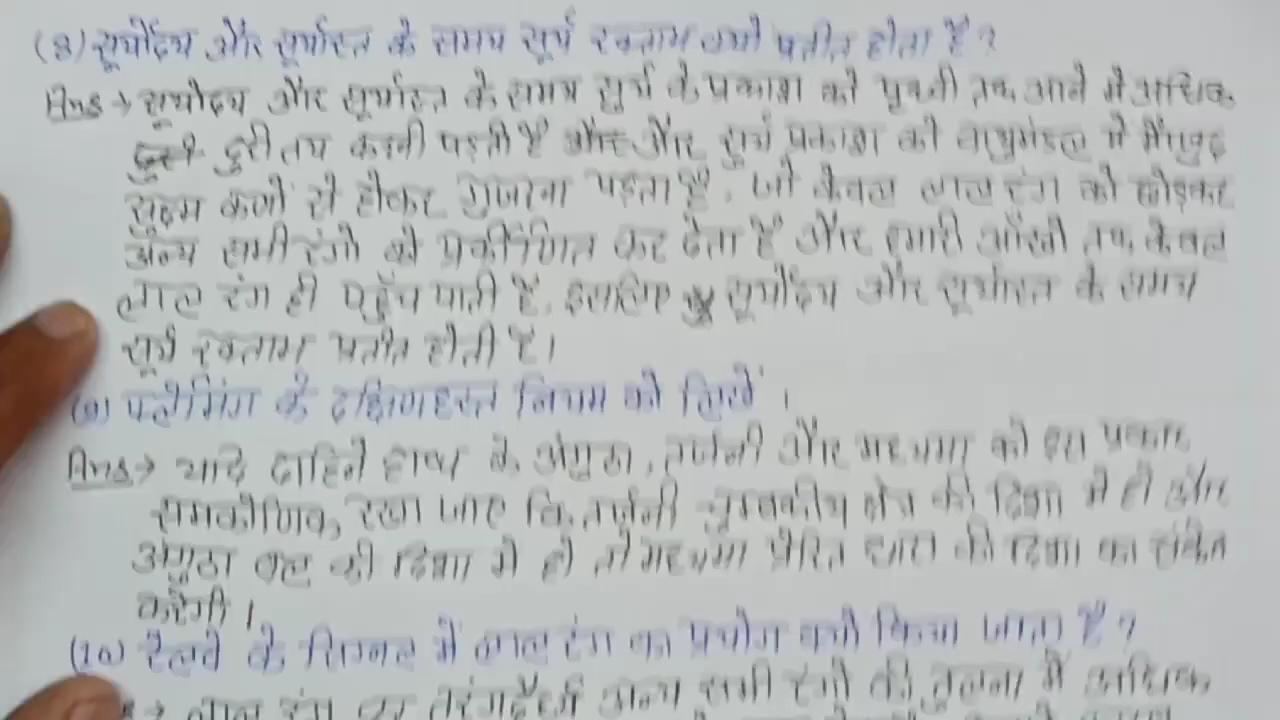 (8) सूर्योदय और सूर्यास्त के समय सूर्य रक्ताभ क्यों प्रतीत होता है?
Ans → सूर्योदय और सूर्यास्त के समय सूर्य के प्रकाश को पृथ्वी तक आने में अधिक
दुरी तय करनी पड़ती है और सूर्य प्रकाश को वायुमंडल में मौजुद
सूक्ष्म कणों से होकर गुजरना पड़ता है, जो केवल लाल रंग को छोड़कर
अन्य सभी रंगो को प्रकीर्णित कर देता है और हमारी आँखों तक केवल
लाल रंग ही पहुँच पाती है, इसलिए सूर्योदय और सूर्यास्त के समय
सूर्य रक्ताभ प्रतीत होती है।
(9) फ्लेमिंग के दक्षिणहस्त नियम को लिखें।
Ans → यदि दाहिने हाथ के अंगुठा, तर्जनी और मध्यमा को इस प्रकार
समकोणिक रखा जाए कि तर्जनी चुम्बकीय क्षेत्र की दिशा में हो और
अंगुठा बल की दिशा में हो तो मध्यमा प्रेरित धारा की दिशा का संकेत
करेगी।
(10) रेलवे के सिग्नल में लाल रंग का प्रयोग क्यों किया जाता है?
→ लाल रंग का तरंगदैर्ध्य अन्य सभी रंगों की तुलना में अधिक